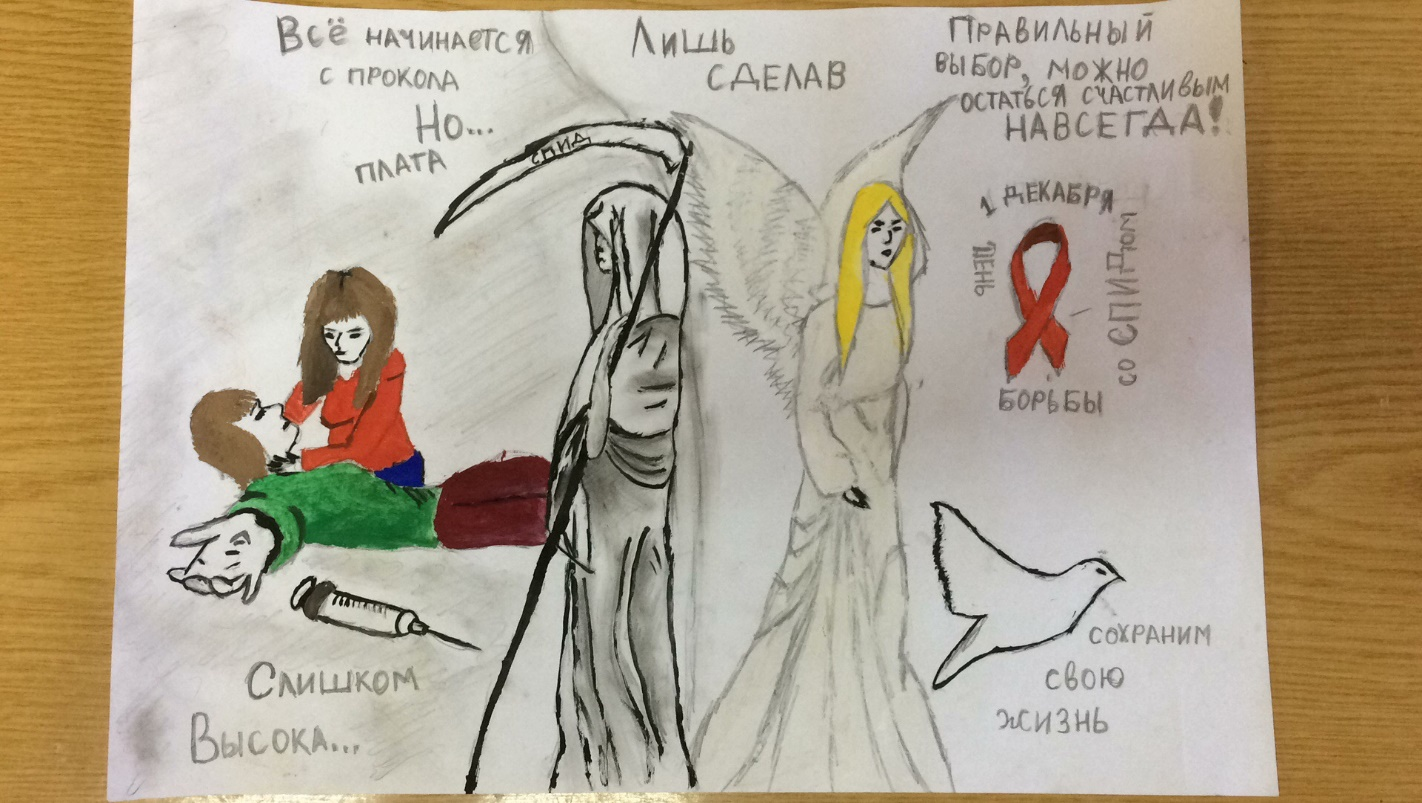 Всё начинается
с прокола
Но...
плата
Слишком
Высока...
СПИД
Лишь
сделав
Правильный
выбор, можно
остаться счастливым
навсегда!
1 декабря
день
борьбы
со СПИДом
сохраним
свою
жизнь